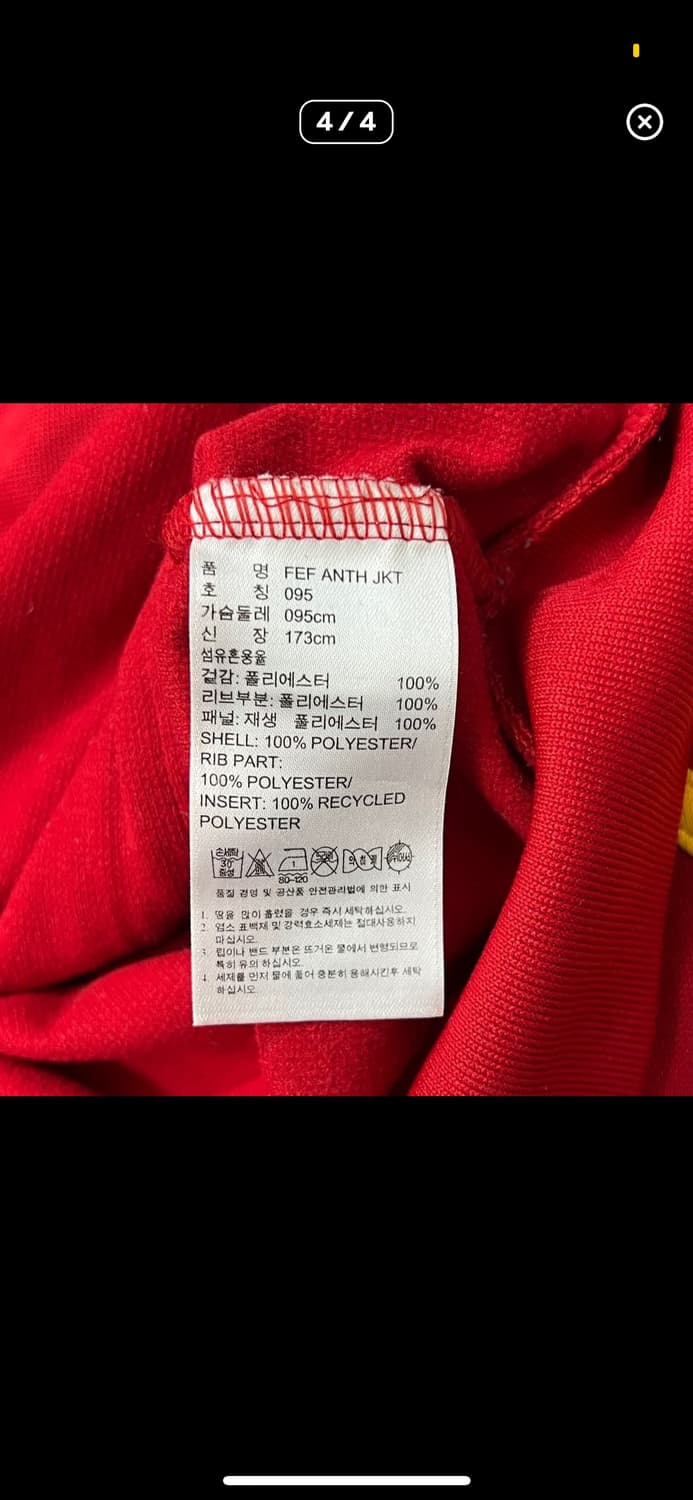 4/4
품 명 FEF ANTH JKT
호 칭 095
가슴둘레 095cm
신 장 173cm
섬유혼용율
겉감: 폴리에스터 100%
리브부분: 폴리에스터 100%
패널: 재생 폴리에스터 100%
SHELL: 100% POLYESTER/
RIB PART:
100% POLYESTER/
INSERT: 100% RECYCLED
POLYESTER
손세탁
30°
중성
80~120
품질 경영 및 공산품 안전관리법에 의한 표시
1. 땀을 많이 흘렸을 경우 즉시 세탁하십시오.
2. 염소 표백제 및 강력효소세제는 절대사용하지
마십시오.
3. 립이나 밴드 부분은 뜨거운 물에서 변형되므로
특히 유의 하십시오.
4. 세제를 먼저 물에 풀어 충분히 용해시킨후 세탁
하십시오.